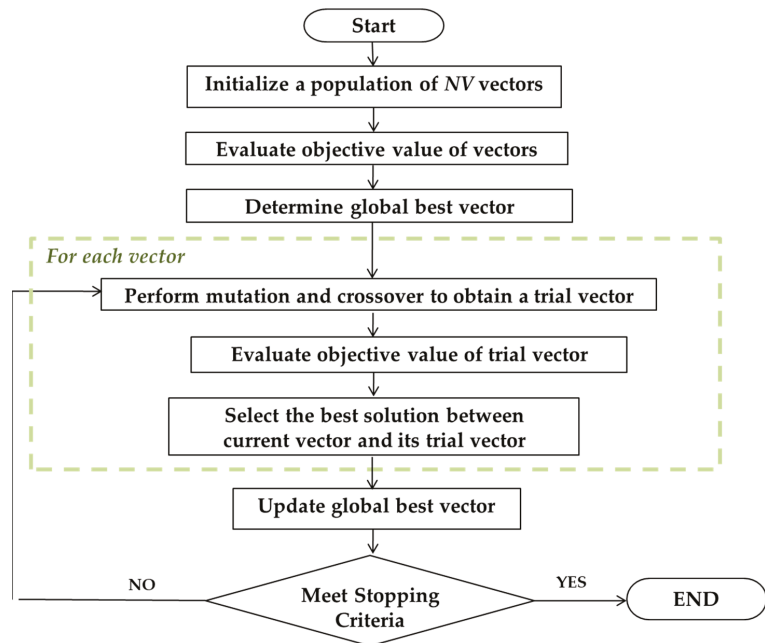 Start
Initialize a population of NV vectors
Evaluate objective value of vectors
Determine global best vector
For each vector
Perform mutation and crossover to obtain a trial vector
Evaluate objective value of trial vector
Select the best solution between
current vector and its trial vector
Update global best vector
NO
YES
Meet Stopping
Criteria
END